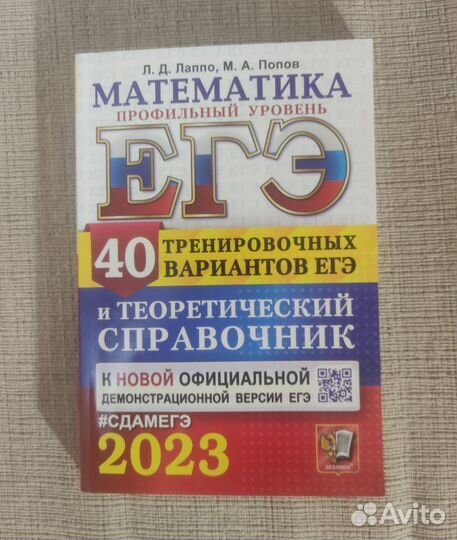 Л. Д. Лаппо, М. А. Попов
МАТЕМАТИКА
ПРОФИЛЬНЫЙ УРОВЕНЬ
ЕГЭ
40 ТРЕНИРОВОЧНЫХ
ВАРИАНТОВ ЕГЭ
и ТЕОРЕТИЧЕСКИЙ
СПРАВОЧНИК
К НОВОЙ ОФИЦИАЛЬНОЙ
ДЕМОНСТРАЦИОННОЙ ВЕРСИИ ЕГЭ
#СДАМЕГЭ
2023
ЭКЗАМЕН
Avito